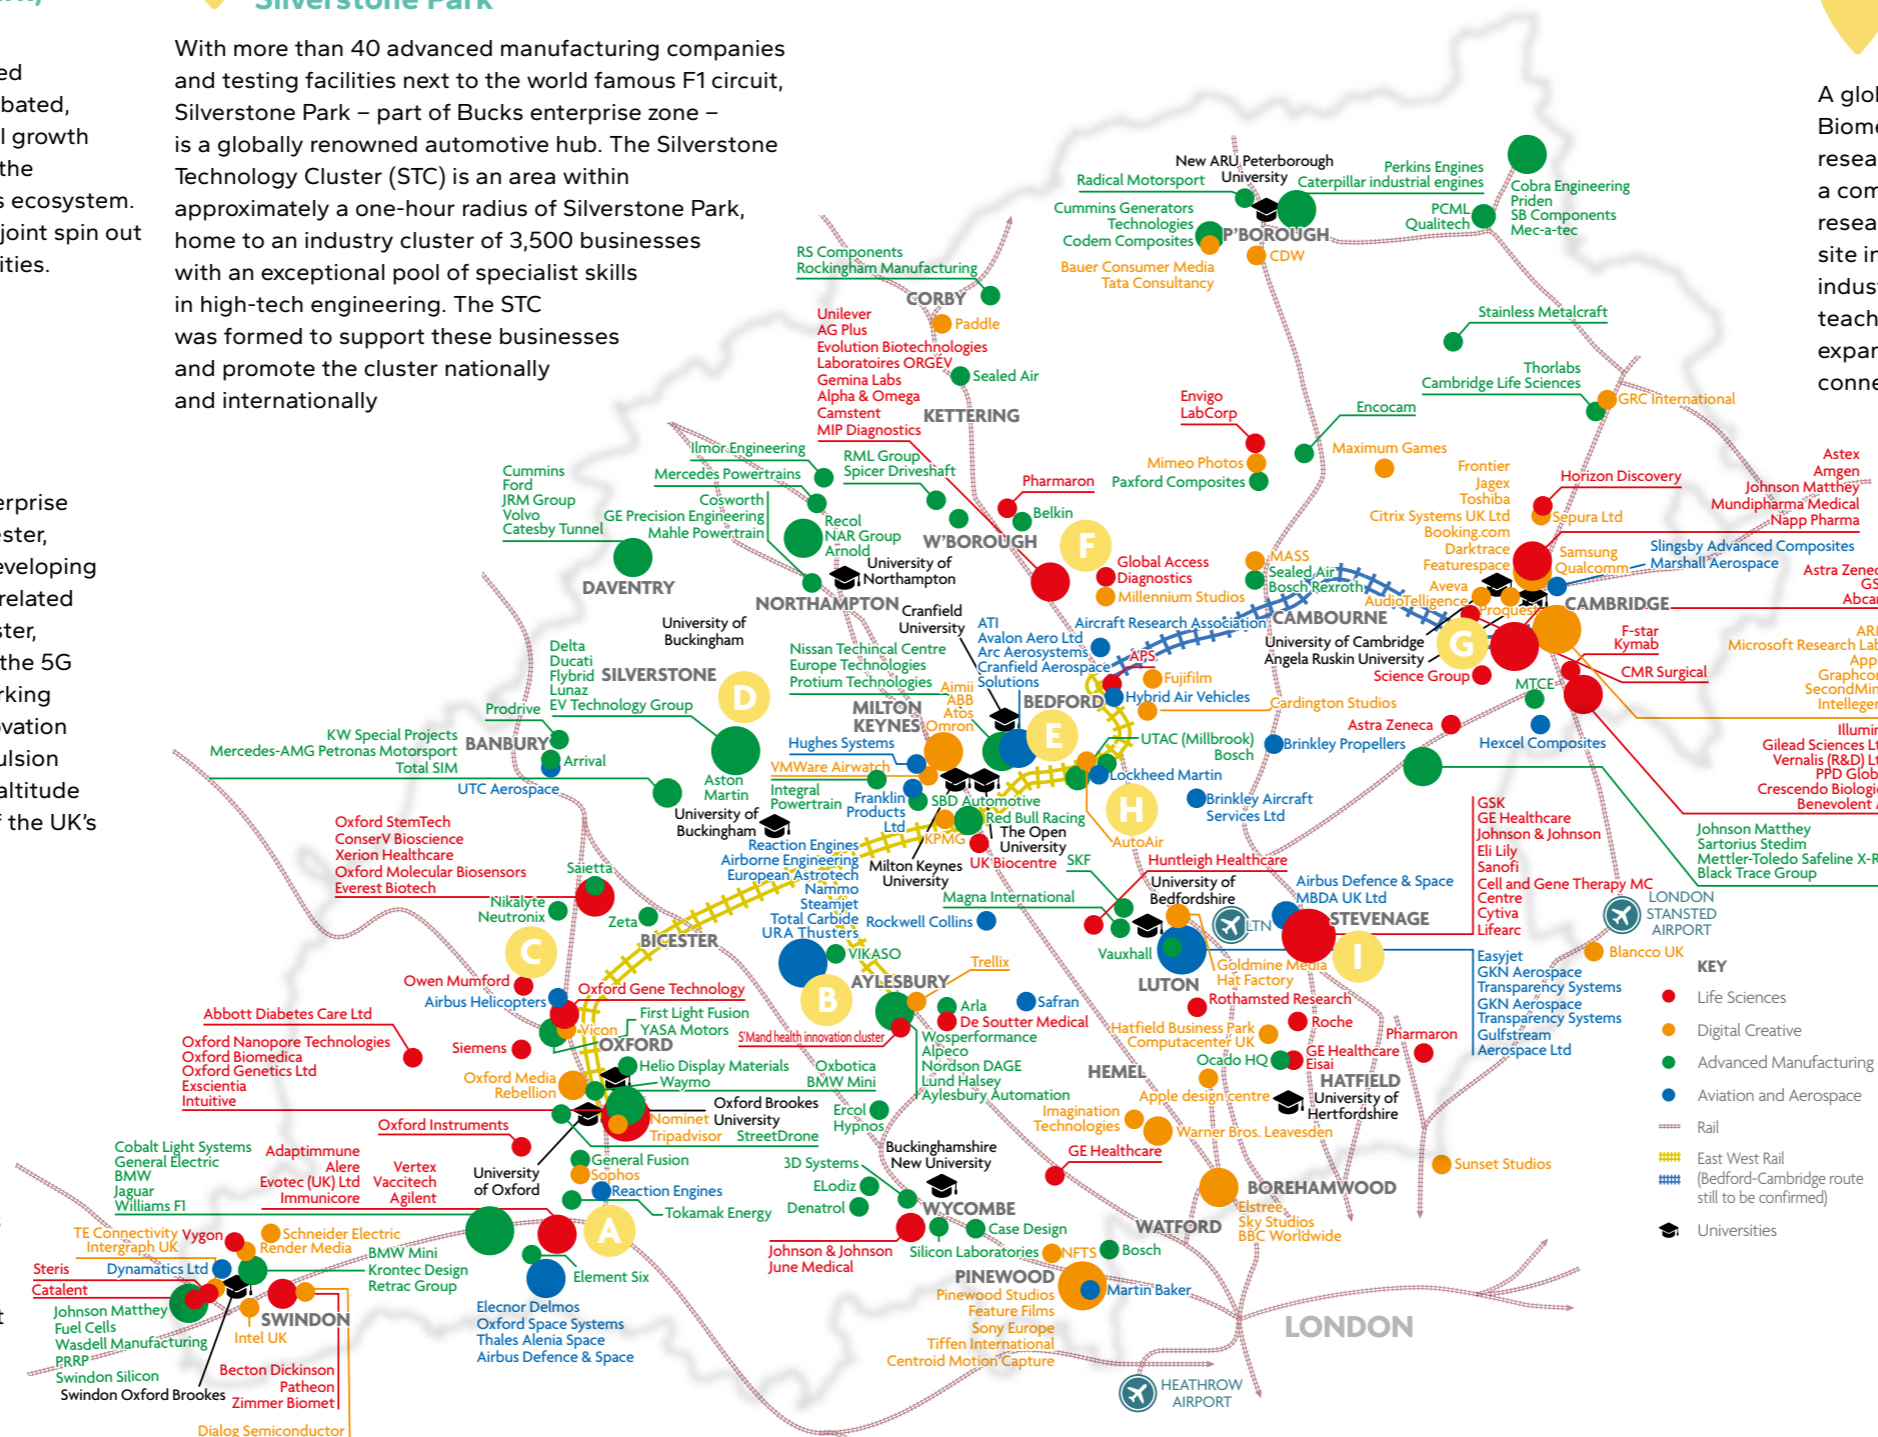 Silverstone Park
With more than 40 advanced manufacturing companies
and testing facilities next to the world famous F1 circuit,
Silverstone Park – part of Bucks enterprise zone –
is a globally renowned automotive hub. The Silverstone
Technology Cluster (STC) is an area within
approximately a one-hour radius of Silverstone Park,
home to an industry cluster of 3,500 businesses
with an exceptional pool of specialist skills
in high-tech engineering. The STC
was formed to support these businesses
and promote the cluster nationally
and internationally
growth
the
ecosystem.
joint spin out
the 5G
altitude
the UK's
A
site
New ARU Peterborough
University
Radical Motorsport
Perkins Engines
Caterpillar industrial engines
Cobra Engineering
Priden
SB Components
Mec-a-tec
PCML
Qualitech
Cummins Generators
Technologies
Codem Composites
P'BOROUGH
CDW
Bauer Consumer Media
Tata Consultancy
RS Components
Rockingham Manufacturing
CORBY
Paddle
Stainless Metalcraft
Unilever
AG Plus
Evolution Biotechnologies
Laboratoires ORGÉV
Gemina Labs
Alpha & Omega
Camstent
MIP Diagnostics
Sealed Air
KETTERING
Thorlabs
Cambridge Life Sciences
GRC International
Envigo
LabCorp
Encocam
Mimeo Photos
Paxford Composites
Maximum Games
Ilmor Engineering
Mercedes Powertrains
Cosworth
GE Precision Engineering
Mahle Powertrain
RML Group
Spicer Driveshaft
Recol
NAR Group
Arnold
Cummins
Ford
JRM Group
Volvo
Catesby Tunnel
DAVENTRY
University of
Northampton
NORTHAMPTON
Pharmaron
Belkin
W'BOROUGH
F
Global Access
Diagnostics
Millennium Studios
MASS
Sealed Air
Bosch Rexroth
Frontier
Jagex
Toshiba
Citrix Systems UK Ltd
Booking.com
Darktrace
Featurespace
Aveva
AudioTelligence
Proquest
Horizon Discovery
Sepura Ltd
Samsung
Qualcomm
Astex
Amgen
Johnson Matthey
Mundipharma Medical
Napp Pharma
Slingsby Advanced Composites
Marshall Aerospace
CAMBRIDGE
CAMBOURNE
University of Cambridge
Angela Ruskin University
Science Group
G
F-star
Kymab
CMR Surgical
MTCE
Hexcel Composites
Astra Zeneca
Cranfield
University
University of
Buckingham
ATI
Avalon Aero Ltd
Arc Aerosystems
Cranfield Aerospace
Solutions
Aircraft Research Association
APS
Fujifilm
Hybrid Air Vehicles
Cardington Studios
BEDFORD
E
Brinkley Propellers
UTAC (Millbrook)
Bosch
Lockheed Martin
Brinkley Aircraft
Services Ltd
H
AutoAir
Nissan Techincal Centre
Europe Technologies
Protium Technologies
Aimii
ABB
Atos
Omron
MILTON
KEYNES
Hughes Systems
VMWare Airwatch
Integral
Powertrain
Franklin
Products
Ltd
SBD Automotive
Red Bull Racing
The Open
University
KPMG
UK Biocentre
Milton Keynes
University
Delta
Ducati
Flybrid
Lunaz
EV Technology Group
SILVERSTONE
D
Aston
Martin
Prodrive
BANBURY
Arrival
UTC Aerospace
KW Special Projects
Mercedes-AMG Petronas Motorsport
Total SIM
University of
Buckingham
Reaction Engines
Airborne Engineering
European Astrotech
Nammo
Steamjet
Total Carbide
URA Thusters
VIKASO
B
Rockwell Collins
Magna International
SKF
Huntleigh Healthcare
University of
Bedfordshire
Vauxhall
LUTON
LTN
Goldmine Media
Hat Factory
Airbus Defence & Space
MBDA UK Ltd
STEVENAGE
I
GSK
GE Healthcare
Johnson & Johnson
Eli Lily
Sanofi
Cell and Gene Therapy MC
Centre
Cytiva
Lifearc
Easyjet
GKN Aerospace
Transparency Systems
GKN Aerospace
Transparency Systems
Gulfstream
Aerospace Ltd
Johnson Matthey
Sartorius Stedim
Mettler-Toledo Safeline X-R
Black Trace Group
LONDON
STANSTED
AIRPORT
Blancco UK
Oxford StemTech
ConserV Bioscience
Xerion Healthcare
Oxford Molecular Biosensors
Everest Biotech
Saietta
Nikalyte
Neutronix
Zeta
BICESTER
C
Owen Mumford
Airbus Helicopters
Oxford Gene Technology
First Light Fusion
YASA Motors
Vicon
OXFORD
Abbott Diabetes Care Ltd
Siemens
Oxford Nanopore Technologies
Oxford Biomedica
Oxford Genetics Ltd
Exscientia
Intuitive
Oxford Media
Rebellion
Helio Display Materials
Waymo
Oxbotica
BMW Mini
Oxford Brookes
University
Nominet
Tripadvisor
StreetDrone
Oxford Instruments
University
of Oxford
General Fusion
Sophos
Reaction Engines
Tokamak Energy
A
AYLESBURY
Trellix
Arla
De Soutter Medical
Safran
S'Mand health innovation cluster
Wosperformance
Alpeco
Nordson DAGE
Lund Halsey
Aylesbury Automation
Ercol
Hypnos
Rothamsted Research
Hatfield Business Park
Computacenter UK
Roche
Ocado HQ
GE Healthcare
Eisai
HATFIELD
University of
Hertfordshire
Pharmaron
HEMEL
Apple design centre
Imagination
Technologies
Warner Bros. Leavesden
GE Healthcare
Sunset Studios
BOREHAMWOOD
Elstree
Sky Studios
BBC Worldwide
WATFORD
Buckinghamshire
New University
3D Systems
ELodiz
Denatrol
WYCOMBE
Case Design
Silicon Laboratories
Johnson & Johnson
June Medical
NFTS
Bosch
PINEWOOD
Martin Baker
Pinewood Studios
Feature Films
Sony Europe
Tiffen International
Centroid Motion Capture
LONDON
HEATHROW
AIRPORT
Cobalt Light Systems
General Electric
BMW
Jaguar
Williams F1
Adaptimmune
Alere
Evotec (UK) Ltd
Immunicore
Vertex
Vaccitech
Agilent
Element Six
Elecnor Delmos
Oxford Space Systems
Thales Alenia Space
Airbus Defence & Space
TE Connectivity
Intergraph UK
Vygon
Schneider Electric
Render Media
Dynamatics Ltd
Steris
Catalent
BMW Mini
Krontec Design
Retrac Group
SWINDON
Intel UK
Johnson Matthey
Fuel Cells
Wasdell Manufacturing
PRRP
Swindon Silicon
Swindon Oxford Brookes
Becton Dickinson
Patheon
Zimmer Biomet
Dialog Semiconductor
KEY
Life Sciences
Digital Creative
Advanced Manufacturing
Aviation and Aerospace
Rail
East West Rail
(Bedford-Cambridge route
still to be confirmed)
Universities